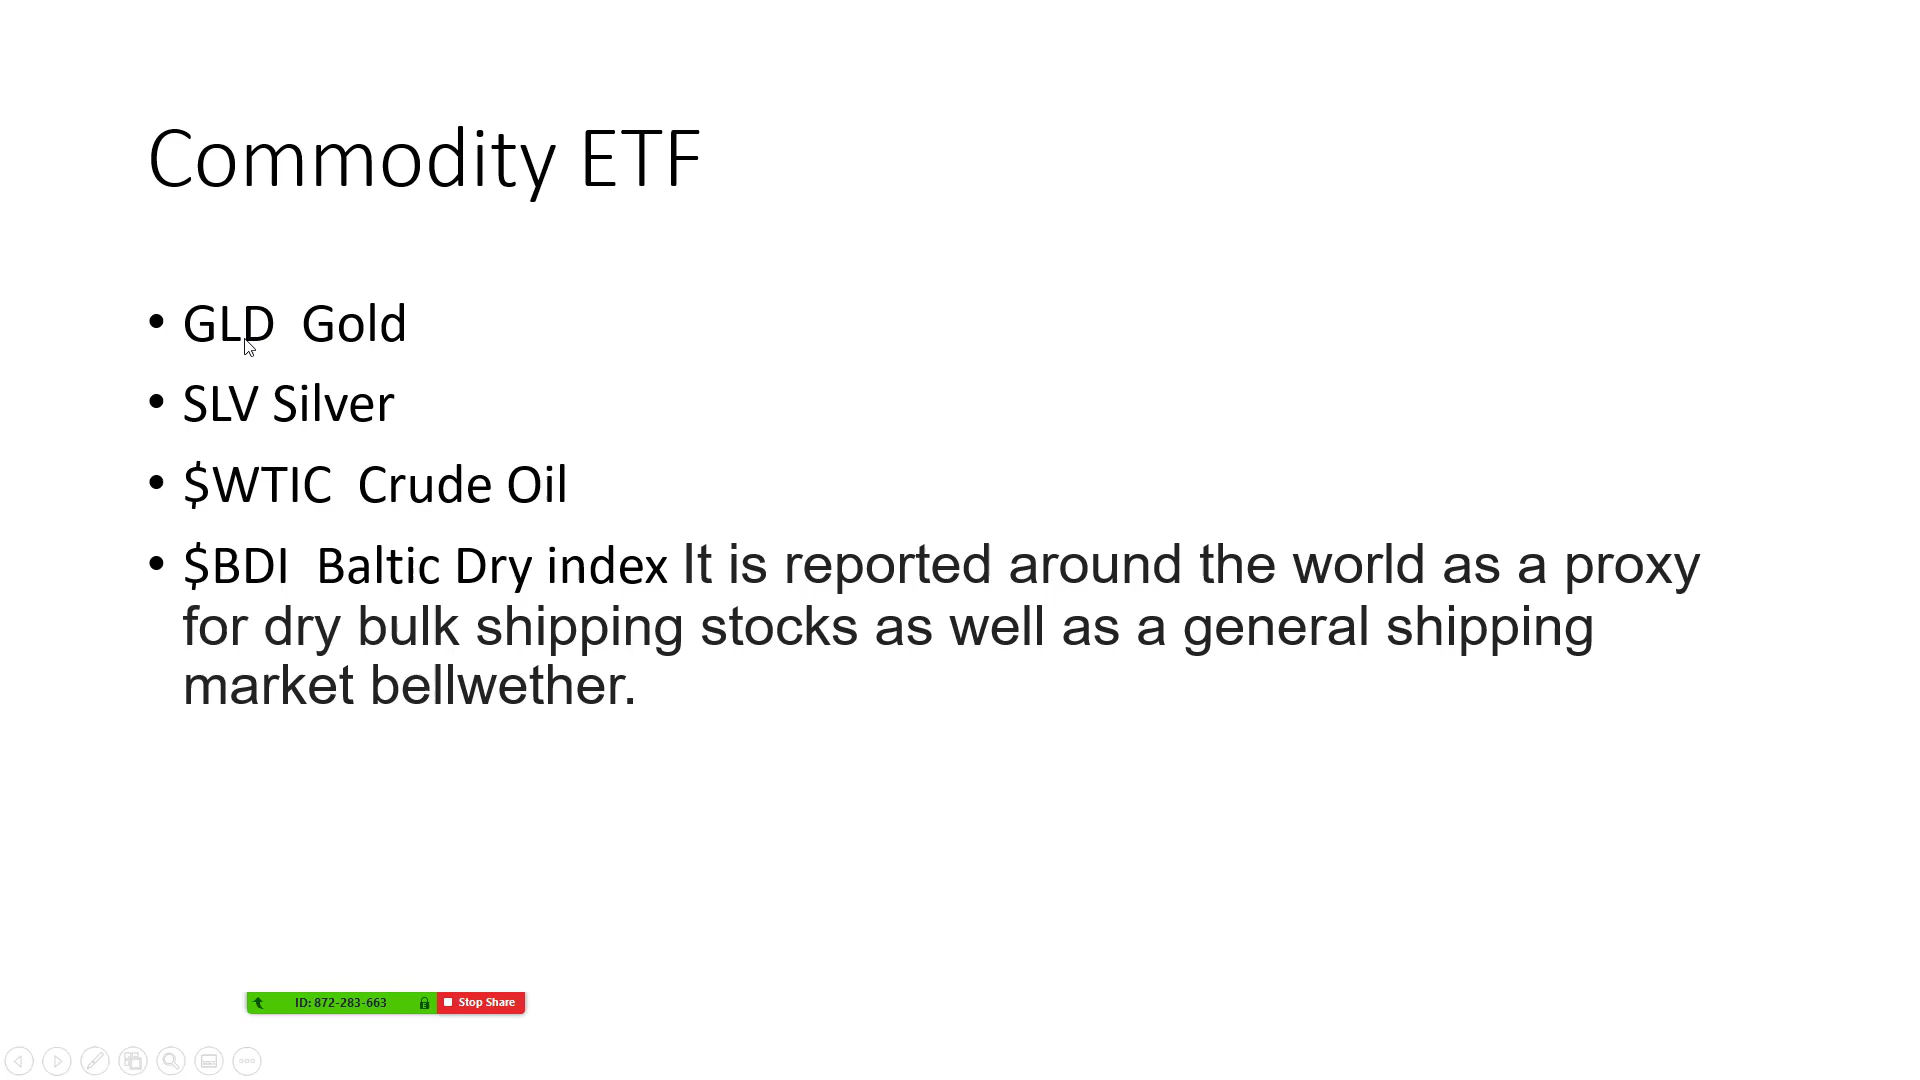 Commodity ETF
• GLD  Gold
• SLV Silver
• $WTIC  Crude Oil
• $BDI  Baltic Dry index It is reported around the world as a proxy
for dry bulk shipping stocks as well as a general shipping
market bellwether.
ID: 872-283-663 Stop Share